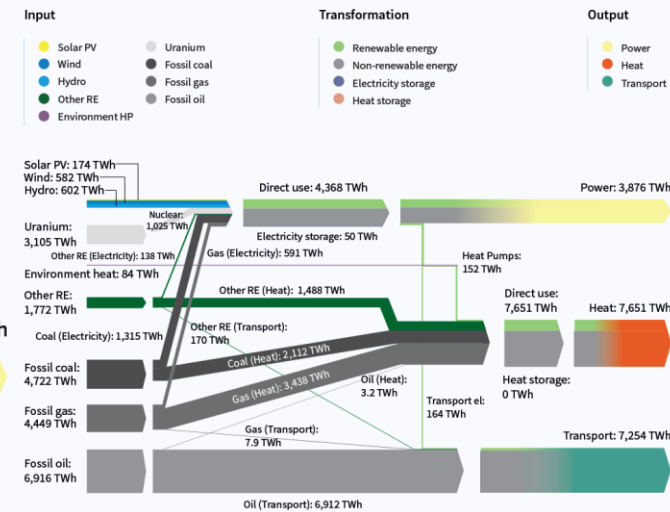 Input
Transformation
Output
Solar PV
Wind
Hydro
Other RE
Environment HP
Uranium
Fossil coal
Fossil gas
Fossil oil
Renewable energy
Non-renewable energy
Electricity storage
Heat storage
Power
Heat
Transport
Solar PV: 174 TWh
Wind: 582 TWh
Hydro: 602 TWh
Direct use: 4,368 TWh
Power: 3,876 TWh
Nuclear:
1,025 TWh
Uranium:
3,105 TWh
Electricity storage: 50 TWh
Other RE (Electricity): 138 TWh
Gas (Electricity): 591 TWh
Heat Pumps:
152 TWh
Environment heat: 84 TWh
Other RE:
1,772 TWh
Other RE (Heat): 1,488 TWh
Direct use:
7,651 TWh
Heat: 7,651 TWh
h
Coal (Electricity): 1,315 TWh
Other RE (Transport):
170 TWh
Coal (Heat): 2,112 TWh
Fossil coal:
4,722 TWh
Gas (Heat): 3,438 TWh
Oil (Heat):
3.2 TWh
Heat storage:
0 TWh
Fossil gas:
4,449 TWh
Transport el:
164 TWh
Gas (Transport):
7.9 TWh
Transport: 7,254 TWh
Fossil oil:
6,916 TWh
Oil (Transport): 6,912 TWh